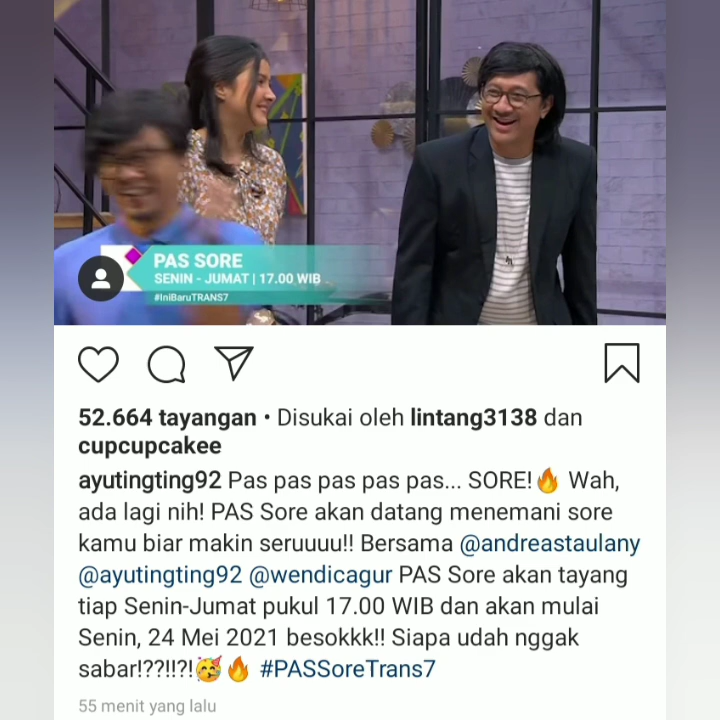 PAS SORE
SENIN - JUMAT | 17.00 WIB
#IniBaruTRANS7
52.664 tayangan • Disukai oleh lintang3138 dan
cupcupcakee
ayutingting92 Pas pas pas pas pas... SORE!🔥 Wah,
ada lagi nih! PAS Sore akan datang menemani sore
kamu biar makin seruuuu!! Bersama @andreastaulany
@ayutingting92 @wendicagur PAS Sore akan tayang
tiap Senin-Jumat pukul 17.00 WIB dan akan mulai
Senin, 24 Mei 2021 besokkk!! Siapa udah nggak
sabar!??!!?!🥳🔥 #PASSoreTrans7
55 menit yang lalu